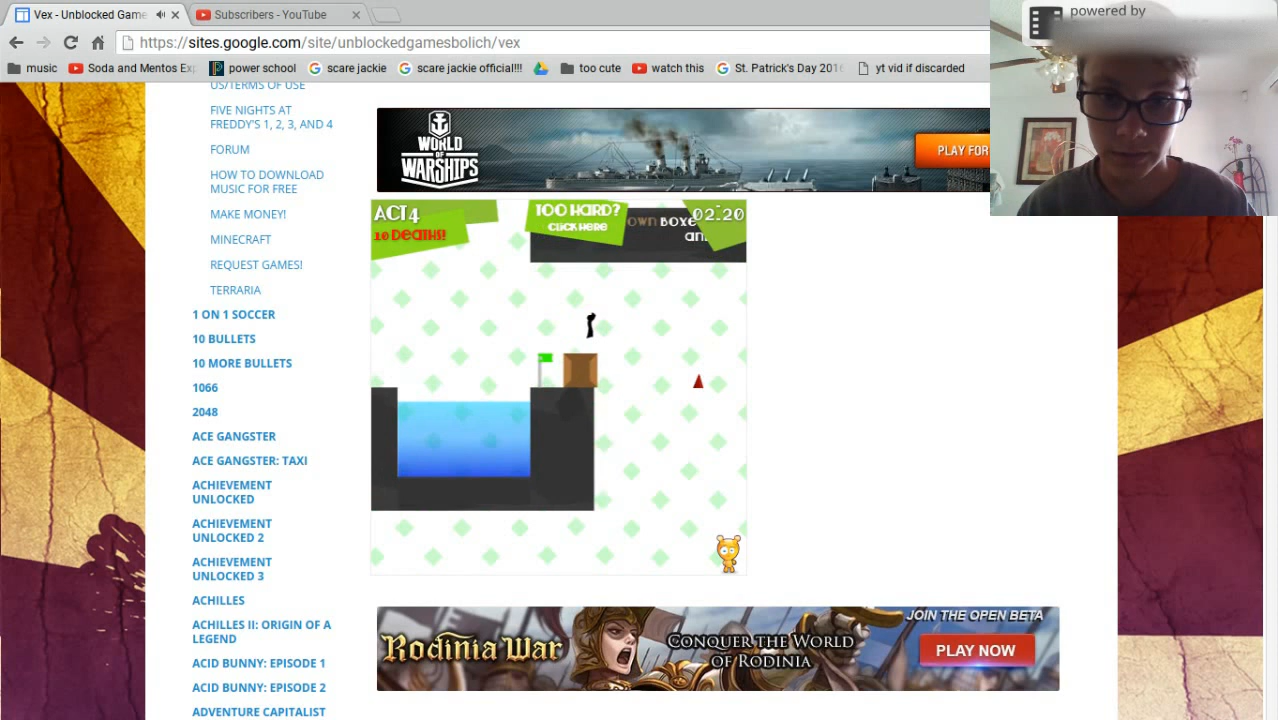 Vex - Unblocked Game
Subscribers - YouTube
https://sites.google.com/site/unblockedgamesbolich/vex
music
Soda and Mentos Exp
power school
scare jackie
scare jackie official!!!
too cute
watch this
St. Patrick's Day 2016
yt vid if discarded
powered by
US/TERMS OF USE
FIVE NIGHTS AT
FREDDY'S 1, 2, 3, AND 4
FORUM
HOW TO DOWNLOAD
MUSIC FOR FREE
MAKE MONEY!
MINECRAFT
REQUEST GAMES!
TERRARIA
1 ON 1 SOCCER
10 BULLETS
10 MORE BULLETS
1066
2048
ACE GANGSTER
ACE GANGSTER: TAXI
ACHIEVEMENT
UNLOCKED
ACHIEVEMENT
UNLOCKED 2
ACHIEVEMENT
UNLOCKED 3
ACHILLES
ACHILLES II: ORIGIN OF A
LEGEND
ACID BUNNY: EPISODE 1
ACID BUNNY: EPISODE 2
ADVENTURE CAPITALIST
WORLD
OF
WARSHIPS
PLAY FOR
ACT 4
10 DEATHS!
TOO HARD?
CLICK HERE
OWN BOXE
02:20
an
RODINIA WAR
CONQUER THE WORLD
OF RODINIA
JOIN THE OPEN BETA
PLAY NOW